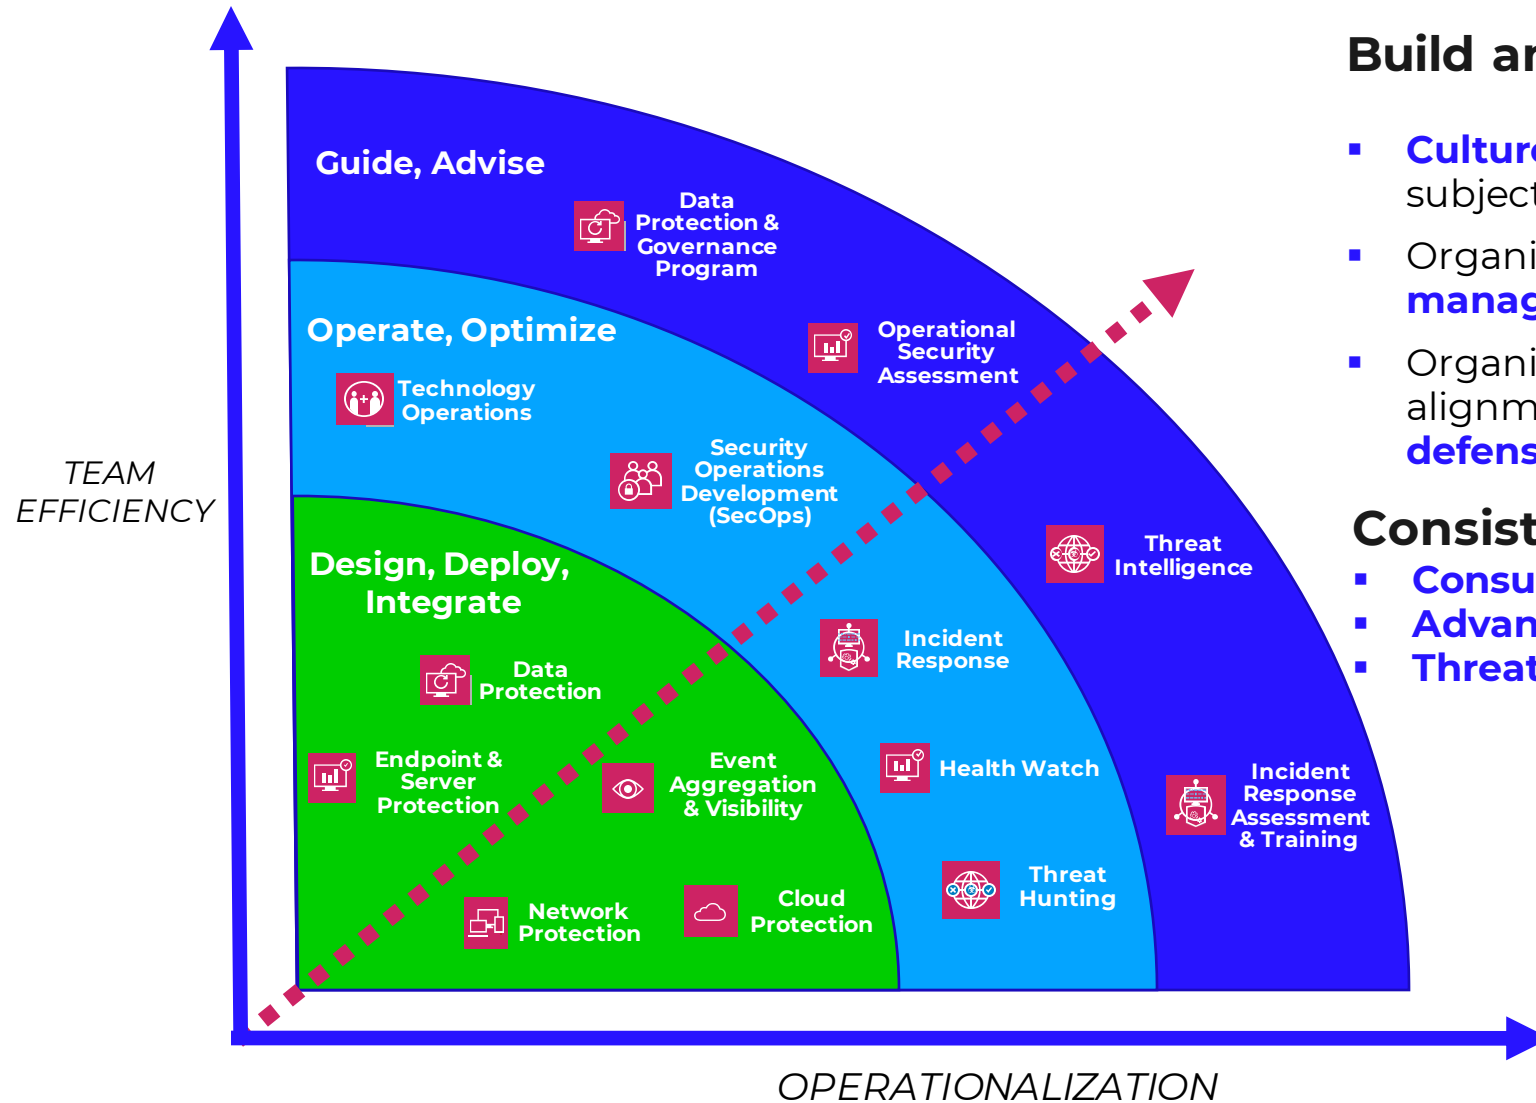 Guide, Advise
Data
Protection &
Governance
Program
Operational
Security
Assessment
Threat
Intelligence
Incident
Response
Assessment
& Training
Operate, Optimize
Technology
Operations
Security
Operations
Development
(SecOps)
Incident
Response
Health Watch
Threat
Hunting
Design, Deploy,
Integrate
Data
Protection
Endpoint &
Server
Protection
Event
Aggregation
& Visibility
Network
Protection
Cloud
Protection
TEAM
EFFICIENCY
OPERATIONALIZATION
Build
Culture
subject
Organi
manag
Organi
alignm
defens
Consist
Consu
Advan
Threat